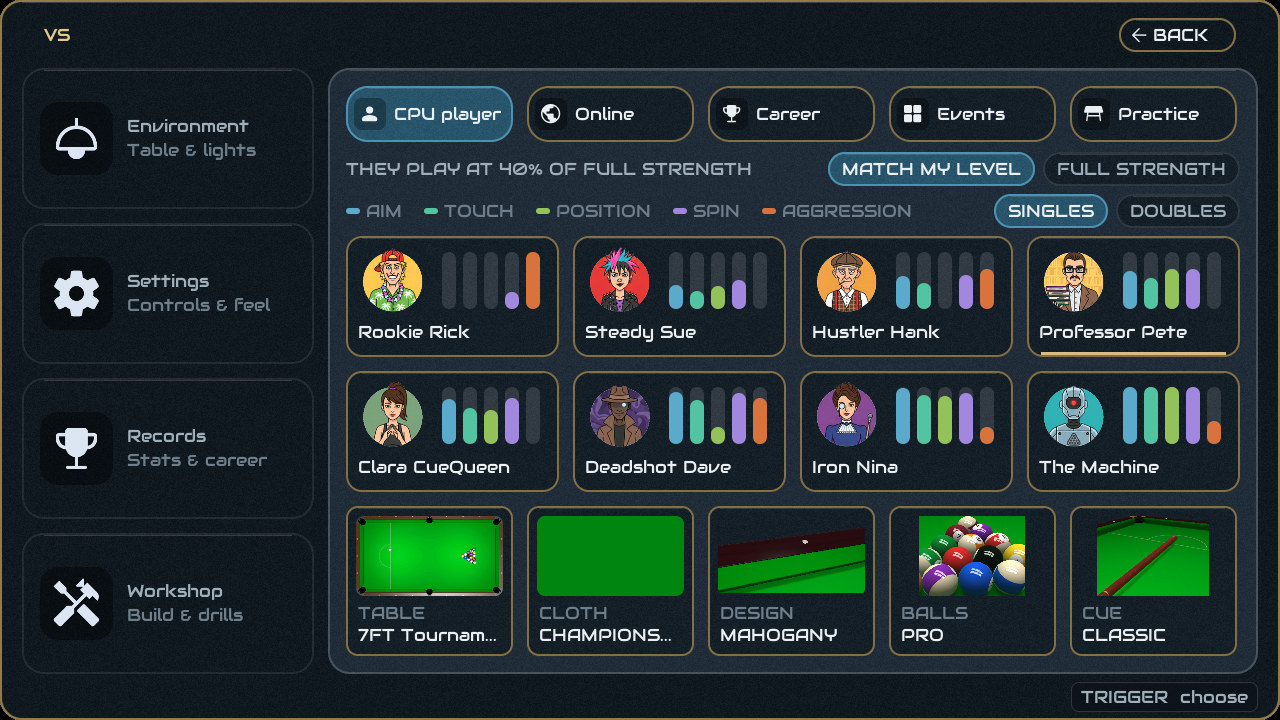 VS
BACK
Environment
Table & lights
Settings
Controls & feel
Records
Stats & career
Workshop
Build & drills
CPU player
Online
Career
Events
Practice
THEY PLAY AT 40% OF FULL STRENGTH
MATCH MY LEVEL
FULL STRENGTH
AIM
TOUCH
POSITION
SPIN
AGGRESSION
SINGLES
DOUBLES
Rookie Rick
Steady Sue
Hustler Hank
Professor Pete
Clara CueQueen
Deadshot Dave
Iron Nina
The Machine
TABLE
7FT Tournam...
CLOTH
CHAMPIONS...
DESIGN
MAHOGANY
BALLS
PRO
CUE
CLASSIC
TRIGGER choose